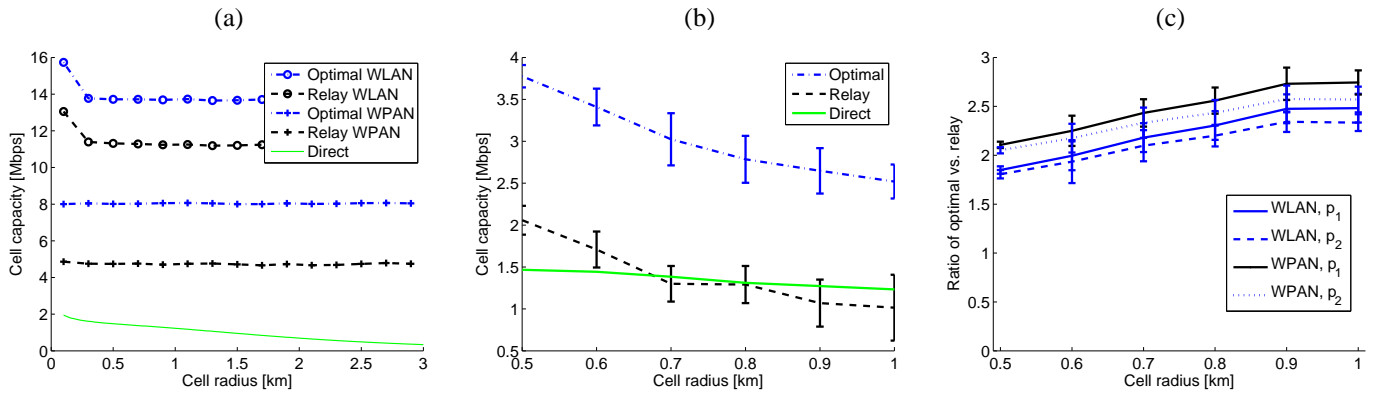 (a)
16
14
12
10
8
6
4
2
0
0
0.5
1
1.5
2
2.5
3
Cell capacity [Mbps]
Cell radius [km]
Optimal WLAN
Relay WLAN
Optimal WPAN
Relay WPAN
Direct
(b)
4
3.5
3
2.5
2
1.5
1
0.5
0.5
0.6
0.7
0.8
0.9
1
Cell capacity [Mbps]
Cell radius [km]
Optimal
Relay
Direct
(c)
3
2.5
2
1.5
1
0.5
0
0.5
0.6
0.7
0.8
0.9
1
Ratio of optimal vs. relay
Cell radius [km]
WLAN, p1
WLAN, p2
WPAN, p1
WPAN, p2